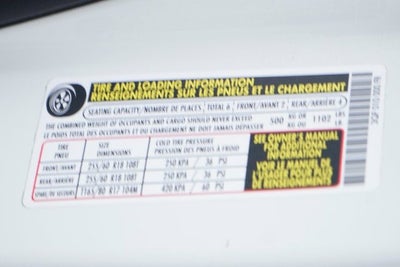 TIRE AND LOADING INFORMATION
RENSEIGNEMENTS SUR LES PNEUS ET LE CHARGEMENT
SEATING CAPACITY/NOMBRE DE PLACES: TOTAL 6 FRONT/AVANT 2 REAR/ARRIÈRE 4
THE COMBINED WEIGHT OF OCCUPANTS AND CARGO SHOULD NEVER EXCEED 500 KG OR 1102 LBS
LE POIDS TOTAL DES OCCUPANTS ET DU CHARGEMENT NE DOIT JAMAIS DÉPASSER KG OU LB
TIRE SIZE COLD TIRE PRESSURE
PNEU DIMENSIONS PRESSION DES PNEUS À FROID
FRONT/AVANT 255/60 R18 108T 250 KPA / 36 PSI
REAR/ARRIÈRE 255/60 R18 108T 250 KPA / 36 PSI
SPARE/DE SECOURS T165/80 R17 104M 420 KPA / 60 PSI
SEE OWNER'S MANUAL
FOR ADDITIONAL
INFORMATION
VOIR LE MANUEL DE
L'USAGER POUR PLUS DE
RENSEIGNEMENTS